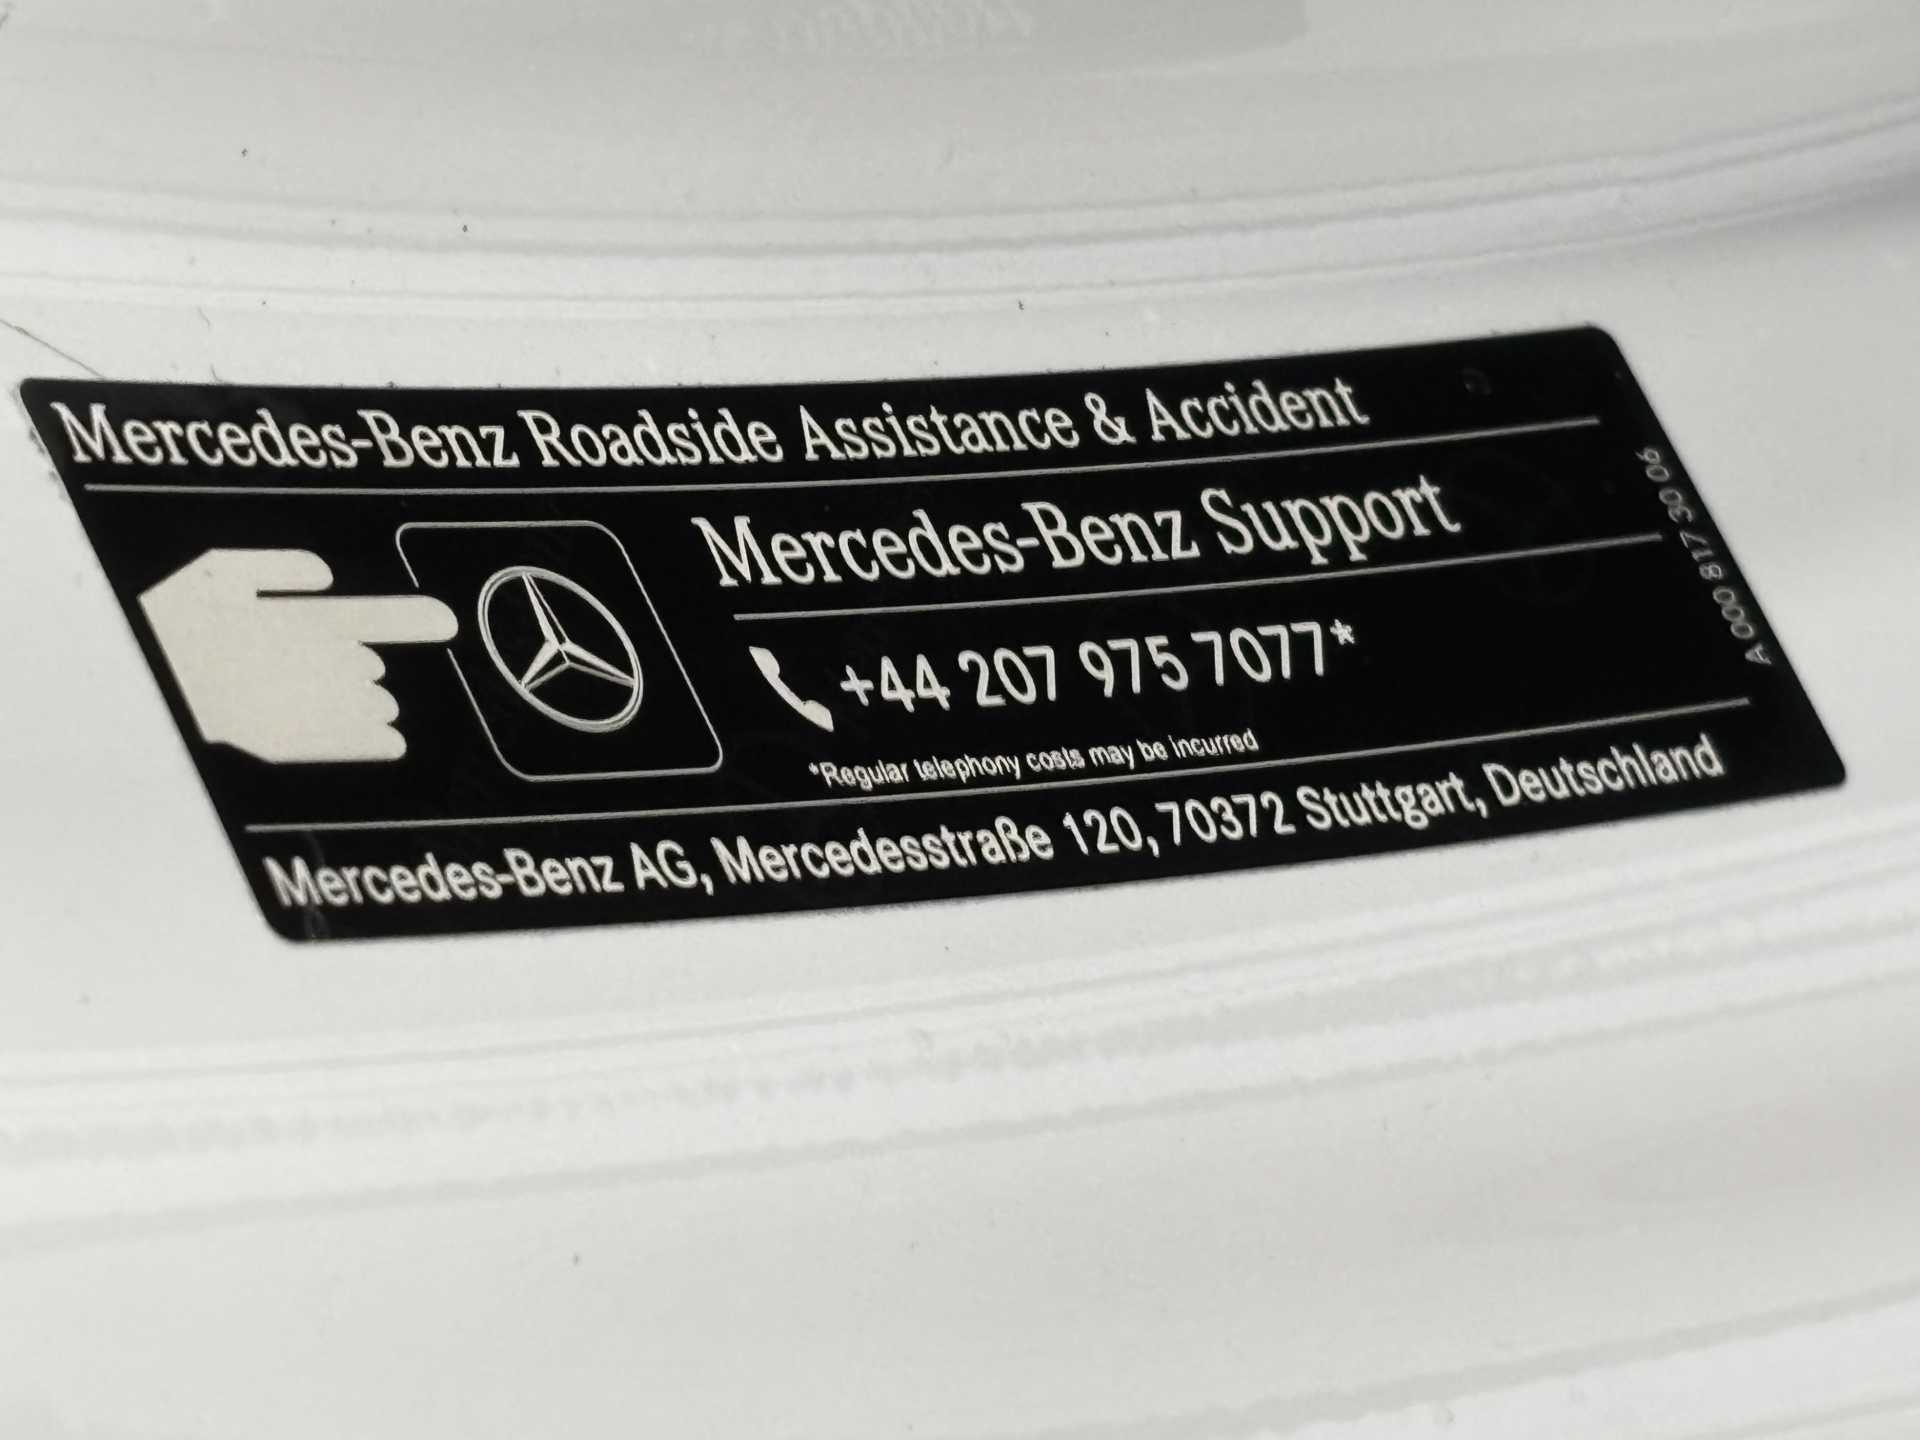 Mercedes-Benz Roadside Assistance & Accident
Mercedes-Benz Support
+44 207 975 7077*
*Regular telephony costs may be incurred
Mercedes-Benz AG, Mercedesstraße 120, 70372 Stuttgart, Deutschland
A 000 817 30 06